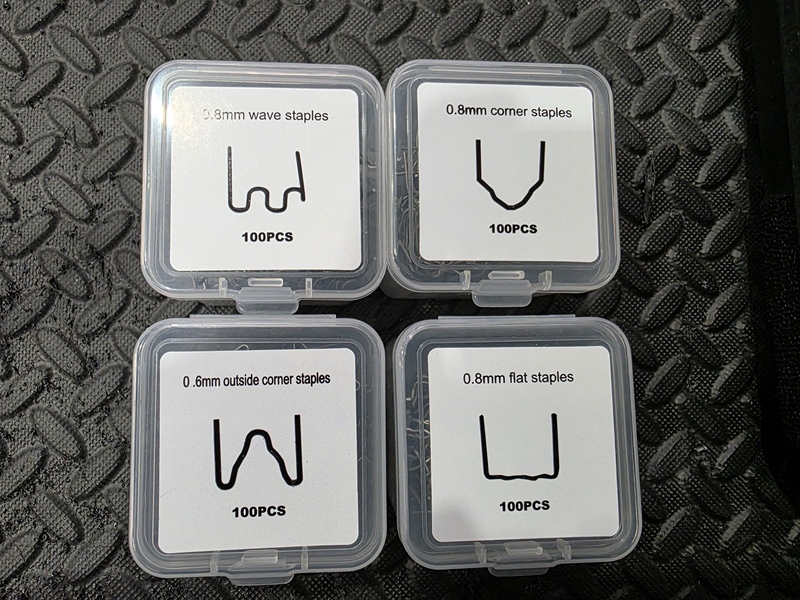 0.8mm wave staples
100PCS
0.8mm corner staples
100PCS
0 .6mm outside corner staples
100PCS
0.8mm flat staples
100PCS